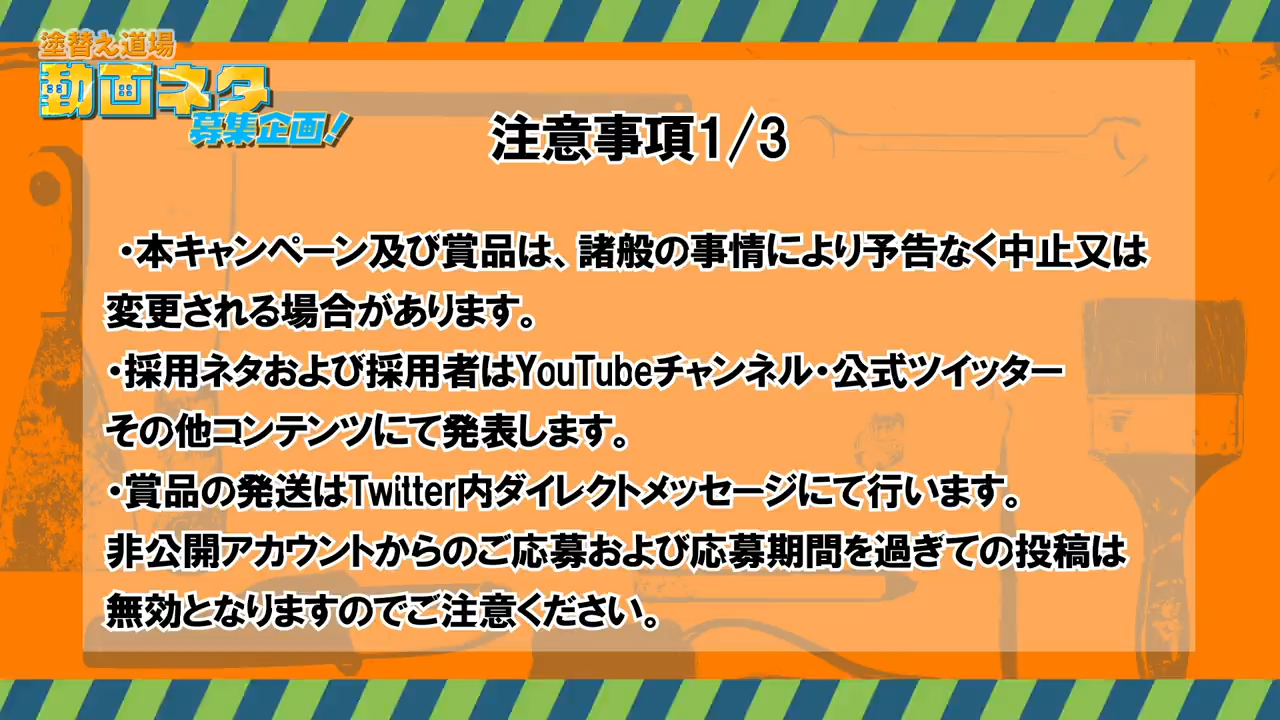 塗替え道場
動画ネタ
募集企画!
注意事項1/3
・本キャンペーン及び賞品は、諸般の事情により予告なく中止又は
変更される場合があります。
・採用ネタおよび採用者はYouTubeチャンネル・公式ツイッター
その他コンテンツにて発表します。
・賞品の発送はTwitter内ダイレクトメッセージにて行います。
非公開アカウントからのご応募および応募期間を過ぎての投稿は
無効となりますのでご注意ください。